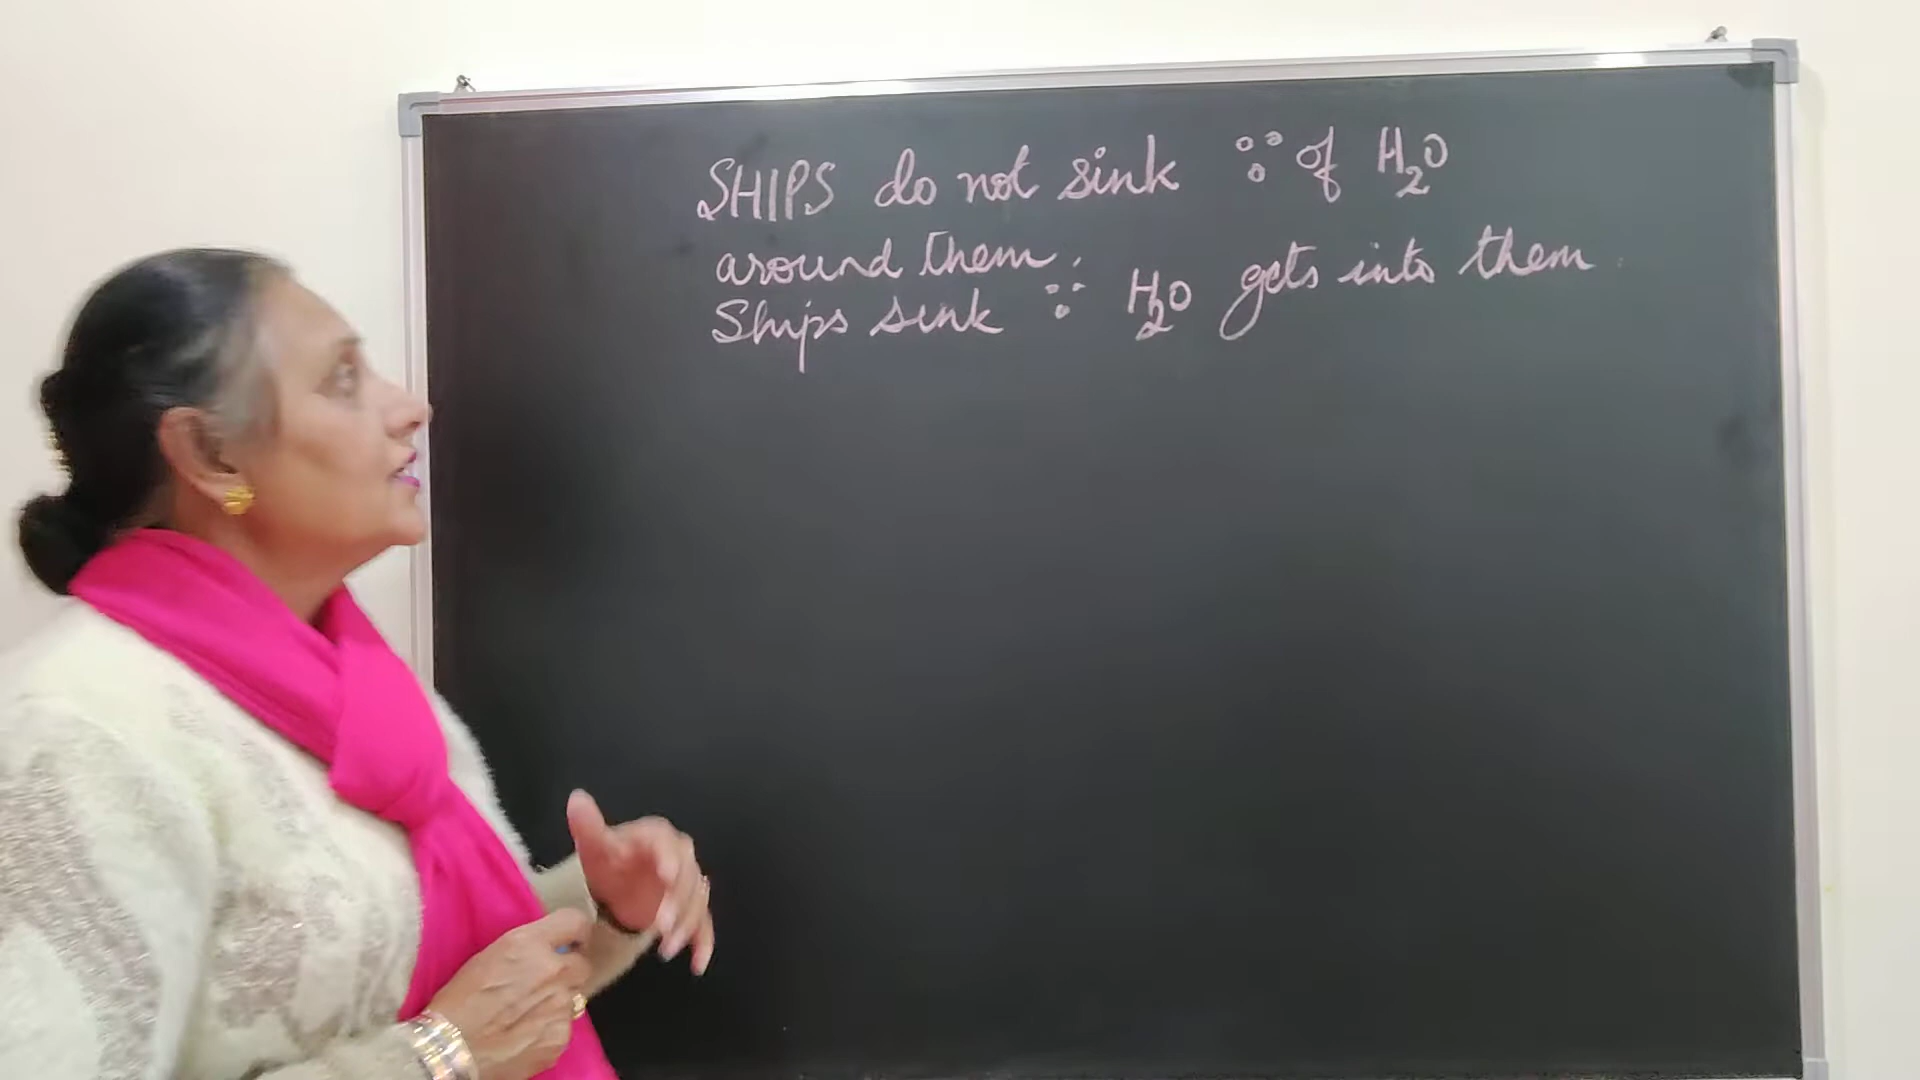 SHIPS do not sink ∵ of H₂O
around them.
Ships sink ∵ H₂O gets into them